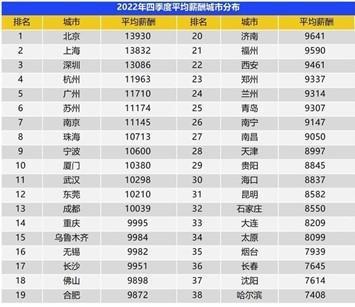 2022年四季度平均薪酬城市分布
排名 城市 平均薪酬 排名 城市 平均薪酬
1 北京 13930 20 济南 9641
2 上海 13832 21 福州 9590
3 深圳 13086 22 西安 9461
4 杭州 11963 23 郑州 9337
5 广州 11710 24 兰州 9314
6 苏州 11174 25 青岛 9307
7 南京 11145 26 南宁 9147
8 珠海 10713 27 南昌 9050
9 宁波 10600 28 天津 8997
10 厦门 10380 29 贵阳 8845
11 武汉 10298 30 海口 8837
12 东莞 10210 31 昆明 8582
13 成都 10039 32 石家庄 8550
14 重庆 9995 33 大连 8209
15 乌鲁木齐 9984 34 太原 8099
16 无锡 9982 35 烟台 7939
17 长沙 9951 36 长春 7645
18 佛山 9898 37 沈阳 7614
19 合肥 9872 38 哈尔滨 7408